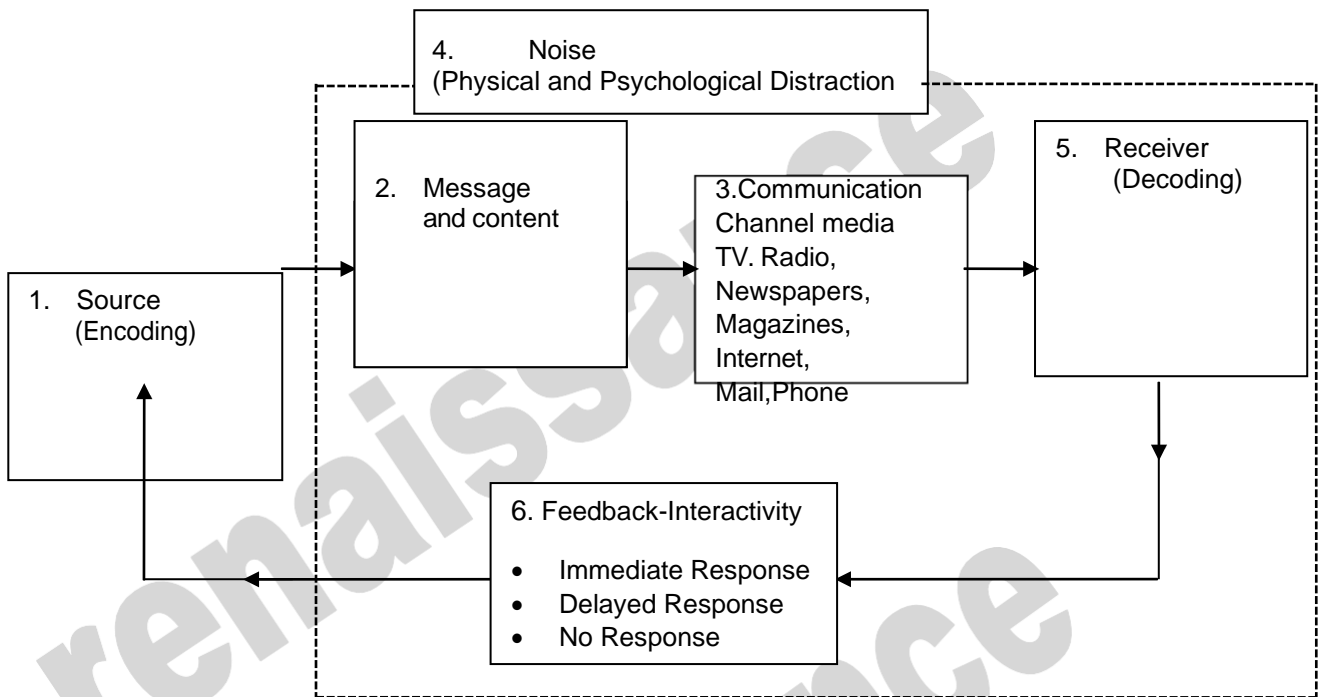 4. Noise
(Physical and Psychological Distraction
2. Message
and content
3.Communication
Channel media
TV. Radio,
Newspapers,
Magazines,
Internet,
Mail,Phone
5. Receiver
(Decoding)
1. Source
(Encoding)
6. Feedback-Interactivity
• Immediate Response
• Delayed Response
• No Response
renaissance
nce